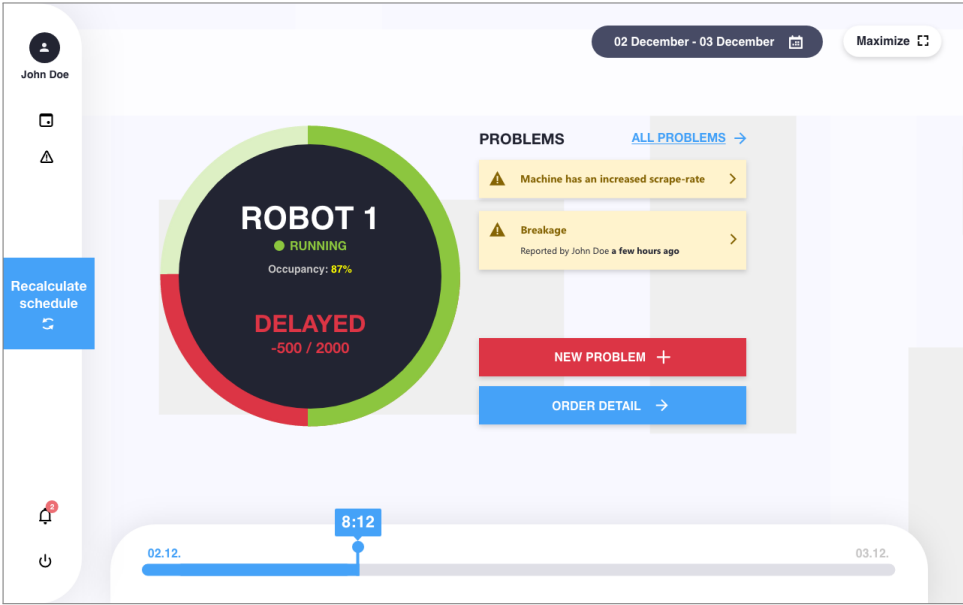 John Doe
02 December - 03 December
Maximize
PROBLEMS
ALL PROBLEMS
Machine has an increased scrape-rate
Breakage
Reported by John Doe a few hours ago
ROBOT 1
RUNNING
Occupancy: 87%
DELAYED
-500 / 2000
Recalculate
schedule
NEW PROBLEM
ORDER DETAIL
2
8:12
02.12.
03.12.